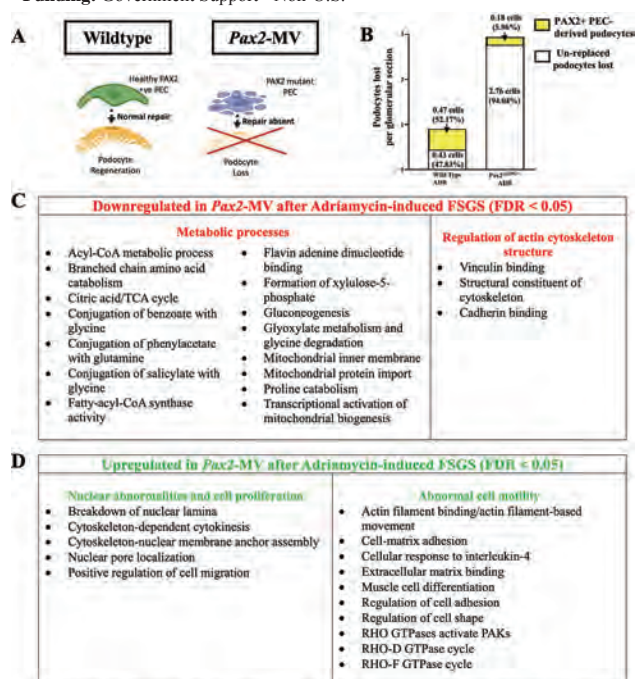 Funding: Government Support - Non-U.S.
A
Wildtype
Pax2-MV
Healthy PAX2
+ve PEC
Normal repair
Podocyte
Regeneration
PAX2 mutant
PEC
Repair absent
Podocyte
Loss
B
Podocytes lost
per glomerular section
0.18 cells
(5.96%)
0.47 cells
(52.17%)
0.43 cells
(47.83%)
2.76 cells
(94.04%)
Wild Type
ADR
ADR
PAX2+ PEC-
derived podocytes
Un-replaced
podocytes lost
C
Downregulated in Pax2-MV after Adriamycin-induced FSGS (FDR < 0.05)
Metabolic processes
• Acyl-CoA metabolic process
• Branched chain amino acid
catabolism
• Citric acid/TCA cycle
• Conjugation of benzoate with
glycine
• Conjugation of phenylacetate
with glutamine
• Conjugation of salicylate with
glycine
• Fatty-acyl-CoA synthase
activity
• Flavin adenine dinucleotide
binding
• Formation of xylulose-5-
phosphate
• Gluconeogenesis
• Glyoxylate metabolism and
glycine degradation
• Mitochondrial inner membrane
• Mitochondrial protein import
• Proline catabolism
• Transcriptional activation of
mitochondrial biogenesis
Regulation of actin cytoskeleton
structure
• Vinculin binding
• Structural constituent of
cytoskeleton
• Cadherin binding
D
Upregulated in Pax2-MV after Adriamycin-induced FSGS (FDR < 0.05)
Nuclear abnormalities and cell proliferation
• Breakdown of nuclear lamina
• Cytoskeleton-dependent cytokinesis
• Cytoskeleton-nuclear membrane anchor assembly
• Nuclear pore localization
• Positive regulation of cell migration
Abnormal cell motility
• Actin filament binding/actin filament-based
movement
• Cell-matrix adhesion
• Cellular response to interleukin-4
• Extracellular matrix binding
• Muscle cell differentiation
• Regulation of cell adhesion
• Regulation of cell shape
• RHO GTPases activate PAKs
• RHO-D GTPase cycle
• RHO-F GTPase cycle